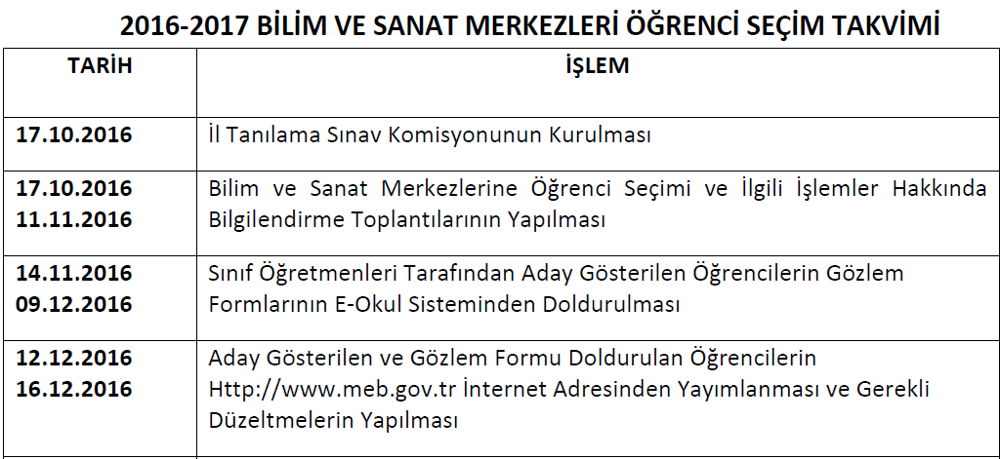 2016-2017 BİLİM VE SANAT MERKEZLERİ ÖĞRENCİ SEÇİM TAKVİMİ
TARİH İŞLEM
17.10.2016 İl Tanılama Sınav Komisyonunun Kurulması
17.10.2016 Bilim ve Sanat Merkezlerine Öğrenci Seçimi ve İlgili İşlemler Hakkında
11.11.2016 Bilgilendirme Toplantılarının Yapılması
14.11.2016 Sınıf Öğretmenleri Tarafından Aday Gösterilen Öğrencilerin Gözlem
09.12.2016 Formlarının E-Okul Sisteminden Doldurulması
12.12.2016 Aday Gösterilen ve Gözlem Formu Doldurulan Öğrencilerin
16.12.2016 Http://www.meb.gov.tr İnternet Adresinden Yayımlanması ve Gerekli
Düzeltmelerin Yapılması